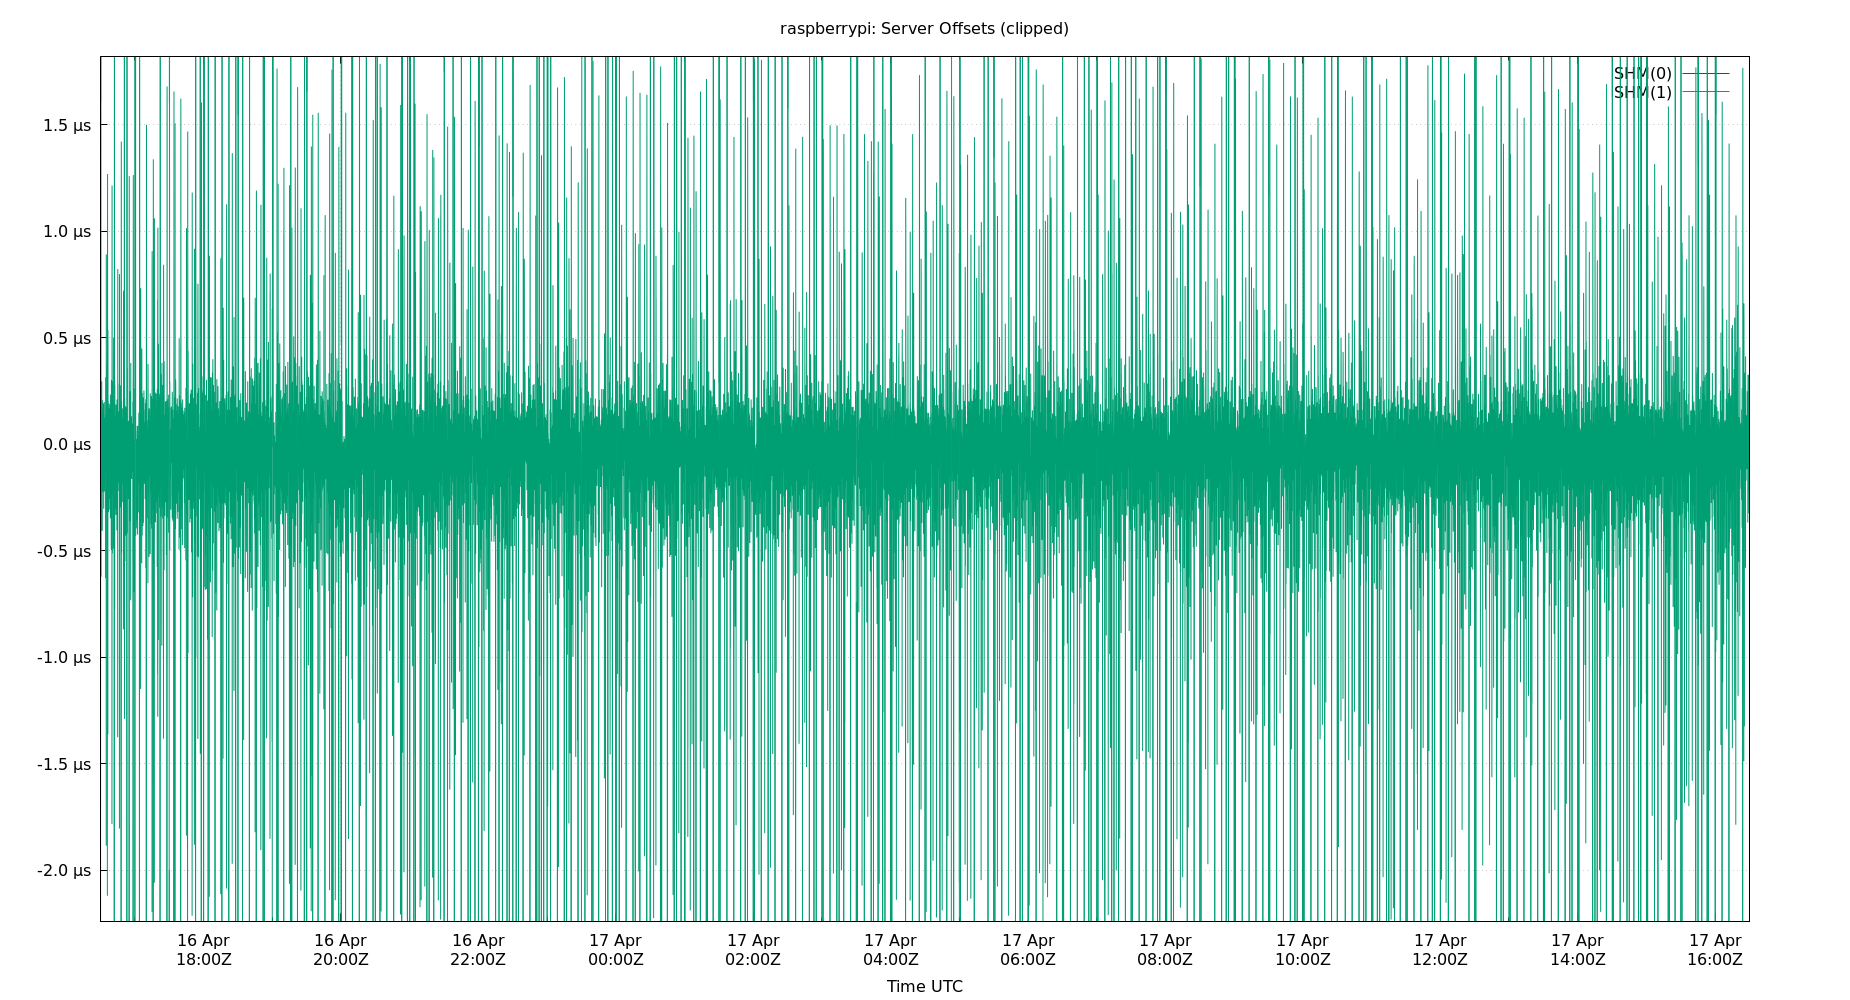 raspberrypi: Server Offsets (clipped)
SHM(0)
SHM(1)
1.5 µs
1.0 µs
0.5 µs
0.0 µs
-0.5 µs
-1.0 µs
-1.5 µs
-2.0 µs
16 Apr 16 Apr 16 Apr 17 Apr 17 Apr 17 Apr 17 Apr 17 Apr 17 Apr 17 Apr 17 Apr 17 Apr
18:00Z 20:00Z 22:00Z 00:00Z 02:00Z 04:00Z 06:00Z 08:00Z 10:00Z 12:00Z 14:00Z 16:00Z
Time UTC